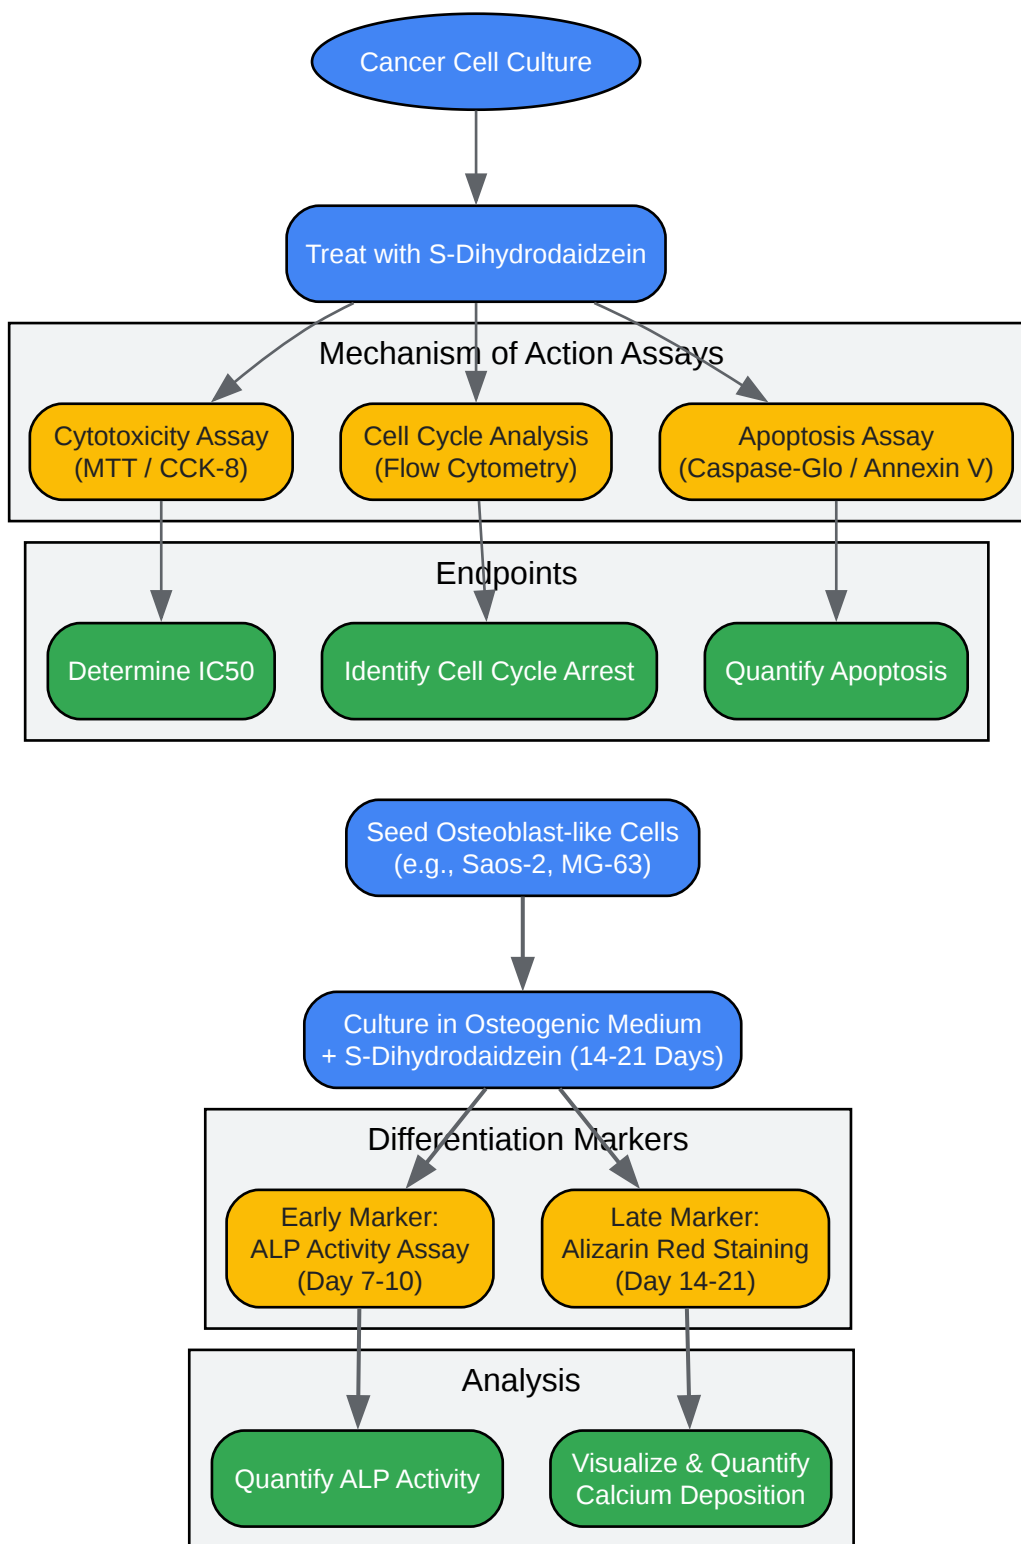 Cancer Cell Culture
Treat with S-Dihydrodaidzein
Mechanism of Action Assays
Cytotoxicity Assay
(MTT / CCK-8)
Cell Cycle Analysis
(Flow Cytometry)
Apoptosis Assay
(Caspase-Glo / Annexin V)
Endpoints
Determine IC50
Identify Cell Cycle Arrest
Quantify Apoptosis
Seed Osteoblast-like Cells
(e.g., Saos-2, MG-63)
Culture in Osteogenic Medium
+ S-Dihydrodaidzein (14-21 Days)
Differentiation Markers
Early Marker:
ALP Activity Assay
(Day 7-10)
Late Marker:
Alizarin Red Staining
(Day 14-21)
Analysis
Quantify ALP Activity
Visualize & Quantify
Calcium Deposition